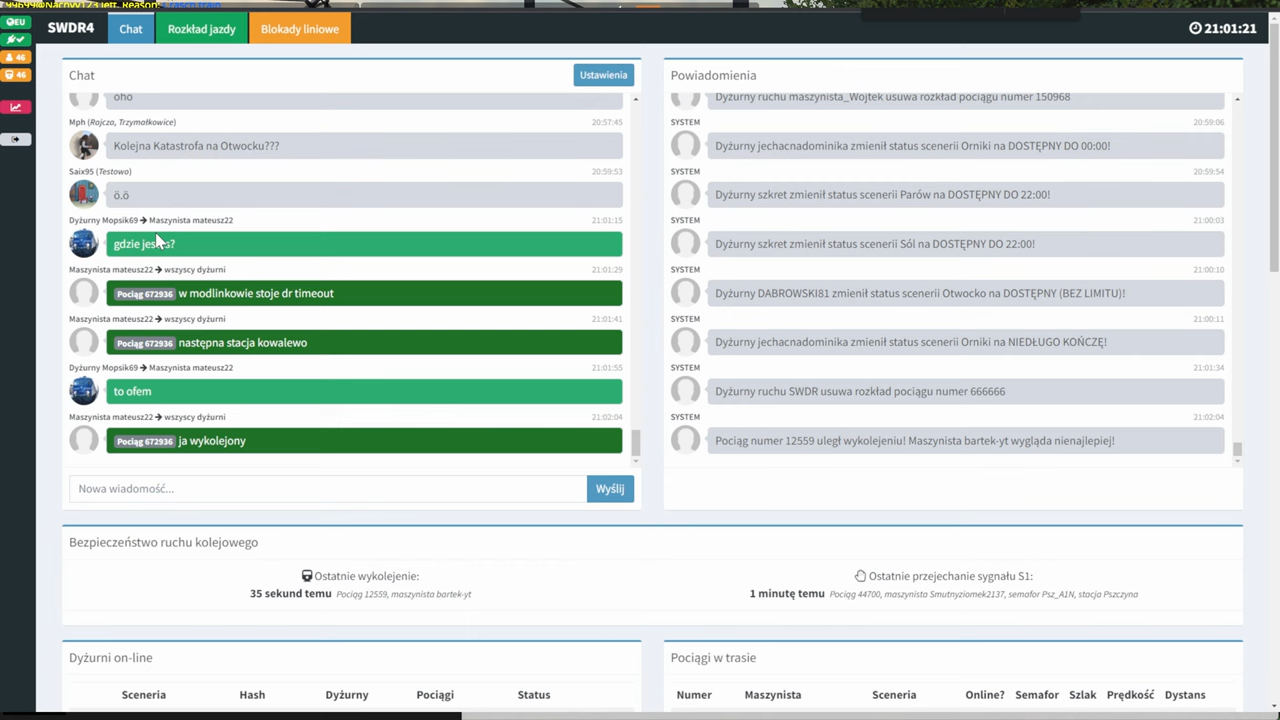 SWDR4 Chat Rozkład jazdy Blokady liniowe 21:01:21
EU
46
46
Chat Ustawienia
oho
Mph (Rajcza, Trzymałkowice) 20:57:45
Kolejna Katastrofa na Otwocku???
Saix95 (Testowo) 20:59:53
ö.ö
Dyżurny Mopsik69 → Maszynista mateusz22 21:01:15
Maszynista mateusz22 → wszyscy dyżurni 21:01:29
Pociąg 672936 w modlinkowie stoje dr timeout
Maszynista mateusz22 → wszyscy dyżurni 21:01:41
Pociąg 672936 następna stacja kowalewo
Dyżurny Mopsik69 → Maszynista mateusz22 21:01:55
to ofem
Maszynista mateusz22 → wszyscy dyżurni 21:02:04
Pociąg 672936 ja wykolejony
Nowa wiadomość... Wyślij
Powiadomienia
Dyżurny ruchu maszynista_Wojtek usuwa rozkład pociągu numer 150968
SYSTEM 20:59:06
Dyżurny jechacnadominika zmienił status scenerii Orniki na DOSTĘPNY DO 00:00!
SYSTEM 20:59:54
Dyżurny szkret zmienił status scenerii Parów na DOSTĘPNY DO 22:00!
SYSTEM 21:00:03
Dyżurny szkret zmienił status scenerii Sól na DOSTĘPNY DO 22:00!
SYSTEM 21:00:10
Dyżurny DABROWSKI81 zmienił status scenerii Otwocko na DOSTĘPNY (BEZ LIMITU)!
SYSTEM 21:00:11
Dyżurny jechacnadominika zmienił status scenerii Orniki na NIEDŁUGO KOŃCZĘ!
SYSTEM 21:01:34
Dyżurny ruchu SWDR usuwa rozkład pociągu numer 666666
SYSTEM 21:02:04
Pociąg numer 12559 uległ wykolejeniu! Maszynista bartek-yt wygląda nienajlepiej!
Bezpieczeństwo ruchu kolejowego
Ostatnie wykolejenie:
35 sekund temu Pociąg 12559, maszynista bartek-yt
Ostatnie przejechanie sygnału S1:
1 minutę temu Pociąg 44700, maszynista Smutnyziomek2137, semafor Psz_A1N, stacja Pszczyna
Dyżurni on-line
Sceneria Hash Dyżurny Pociągi Status
Pociągi w trasie
Numer Maszynista Sceneria Online? Semafor Szlak Prędkość Dystans